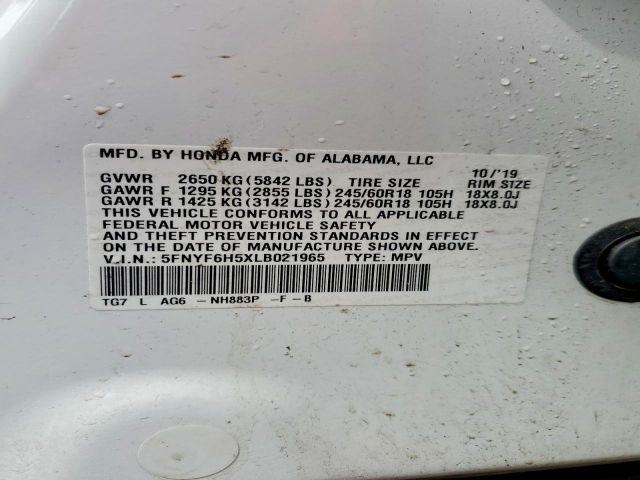 MFD. BY HONDA MFG. OF ALABAMA, LLC 10/'19
GVWR 2650 KG (5842 LBS) TIRE SIZE RIM SIZE
GAWR F 1295 KG (2855 LBS) 245/60R18 105H 18X8.0J
GAWR R 1425 KG (3142 LBS) 245/60R18 105H 18X8.0J
THIS VEHICLE CONFORMS TO ALL APPLICABLE
FEDERAL MOTOR VEHICLE SAFETY
AND THEFT PREVENTION STANDARDS IN EFFECT
ON THE DATE OF MANUFACTURE SHOWN ABOVE.
V.I.N.: 5FNYF6H5XLB021965 TYPE: MPV
TG7 L AG6 -NH883P -F-B